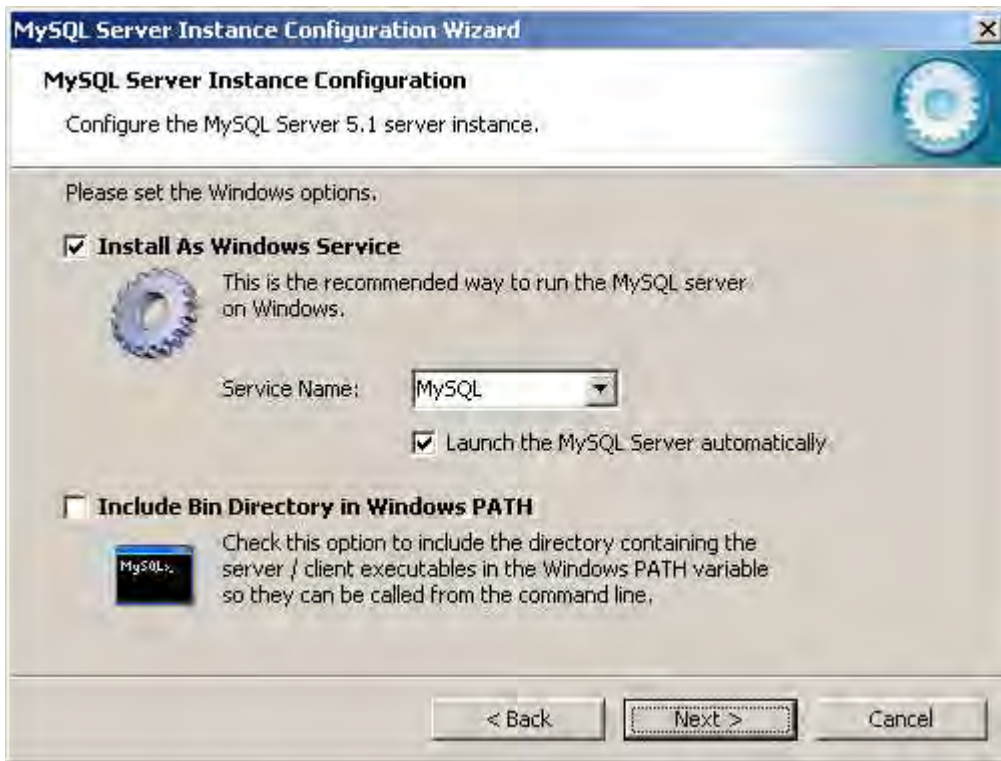 MySQL Server Instance Configuration Wizard
MySQL Server Instance Configuration
Configure the MySQL Server 5.1 server instance.
Please set the Windows options.
Install As Windows Service
This is the recommended way to run the MySQL server
on Windows.
Service Name:
MySQL
Launch the MySQL Server automatically
Include Bin Directory in Windows PATH
MySQL>_
Check this option to include the directory containing the
server / client executables in the Windows PATH variable
so they can be called from the command line.
< Back
Next >
Cancel